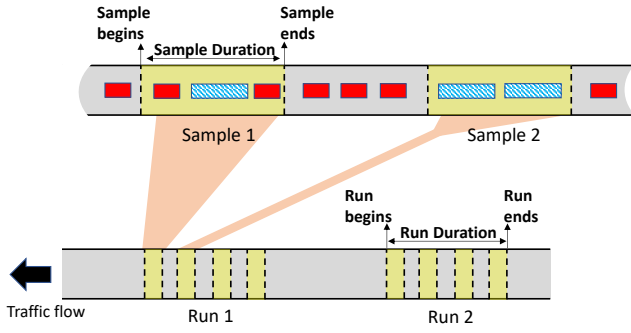 Sample
begins
Sample
ends
Sample Duration
Sample 1
Sample 2
Run
begins
Run
ends
Run Duration
Traffic flow
Run 1
Run 2